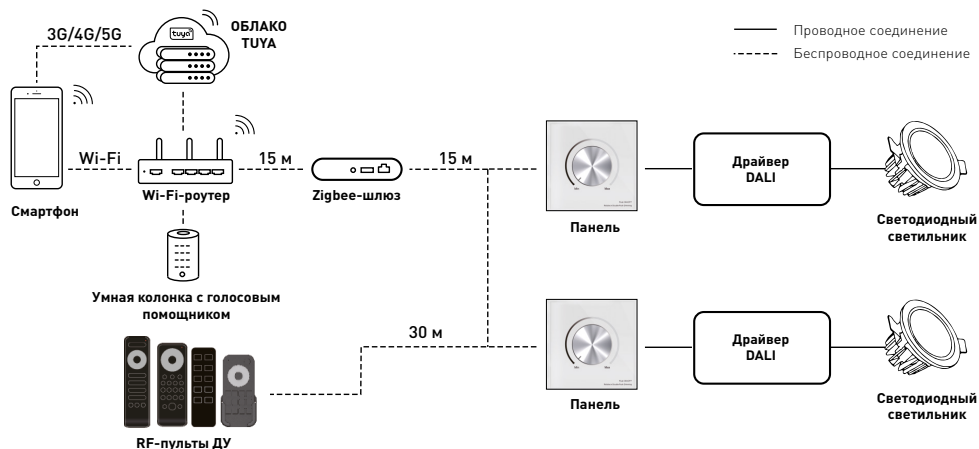 3G/4G/5G
tuya
ОБЛАКО
TUYA
Проводное соединение
Беспроводное соединение
Wi-Fi
15 м
15 м
Смартфон
Wi-Fi-роутер
Zigbee-шлюз
Панель
Драйвер
DALI
Светодиодный
светильник
Умная колонка с голосовым
помощником
30 м
Min
Max
Панель
Драйвер
DALI
Светодиодный
светильник
RF-пульты ДУ